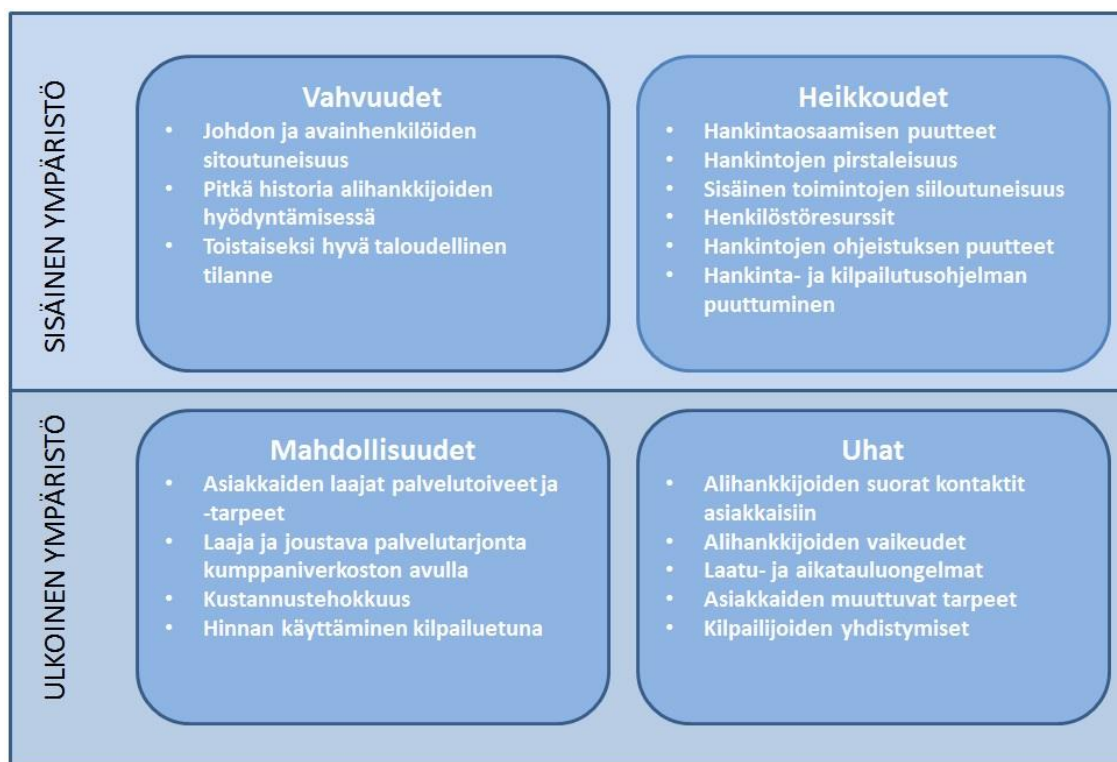 SISÄINEN YMPÄRISTÖ
Vahvuudet
• Johdon ja avainhenkilöiden
sitoutuneisuus
• Pitkä historia alihankkijoiden
hyödyntämisessä
• Toistaiseksi hyvä taloudellinen
tilanne
Heikkoudet
• Hankintaosaamisen puutteet
• Hankintojen pirstaleisuus
• Sisäinen toimintojen siiloutuneisuus
• Henkilöstöresurssit
• Hankintojen ohjeistuksen puutteet
• Hankinta- ja kilpailutusohjelman
puuttuminen
ULKOINEN YMPÄRISTÖ
Mahdollisuudet
• Asiakkaiden laajat palvelutoiveet ja
-tarpeet
• Laaja ja joustava palvelutarjonta
kumppaniverkoston avulla
• Kustannustehokkuus
• Hinnan käyttäminen kilpailuetuna
Uhat
• Alihankkijoiden suorat kontaktit
asiakkaisiin
• Alihankkijoiden vaikeudet
• Laatu- ja aikatauluongelmat
• Asiakkaiden muuttuvat tarpeet
• Kilpailijoiden yhdistymiset